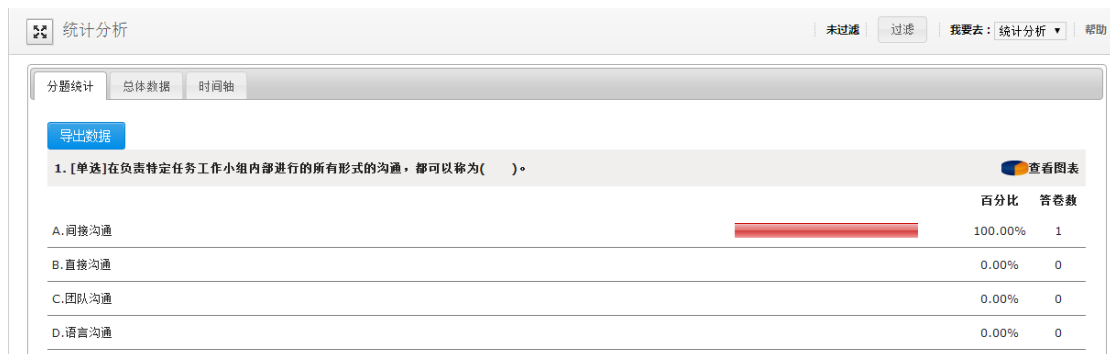 统计分析 未过滤 过滤 我要去：统计分析 帮助
分题统计 总体数据 时间轴
导出数据
1. [单选]在负责特定任务工作小组内部进行的所有形式的沟通，都可以称为(　　)。 查看图表
百分比 答卷数
A.间接沟通 100.00% 1
B.直接沟通 0.00% 0
C.团队沟通 0.00% 0
D.语言沟通 0.00% 0